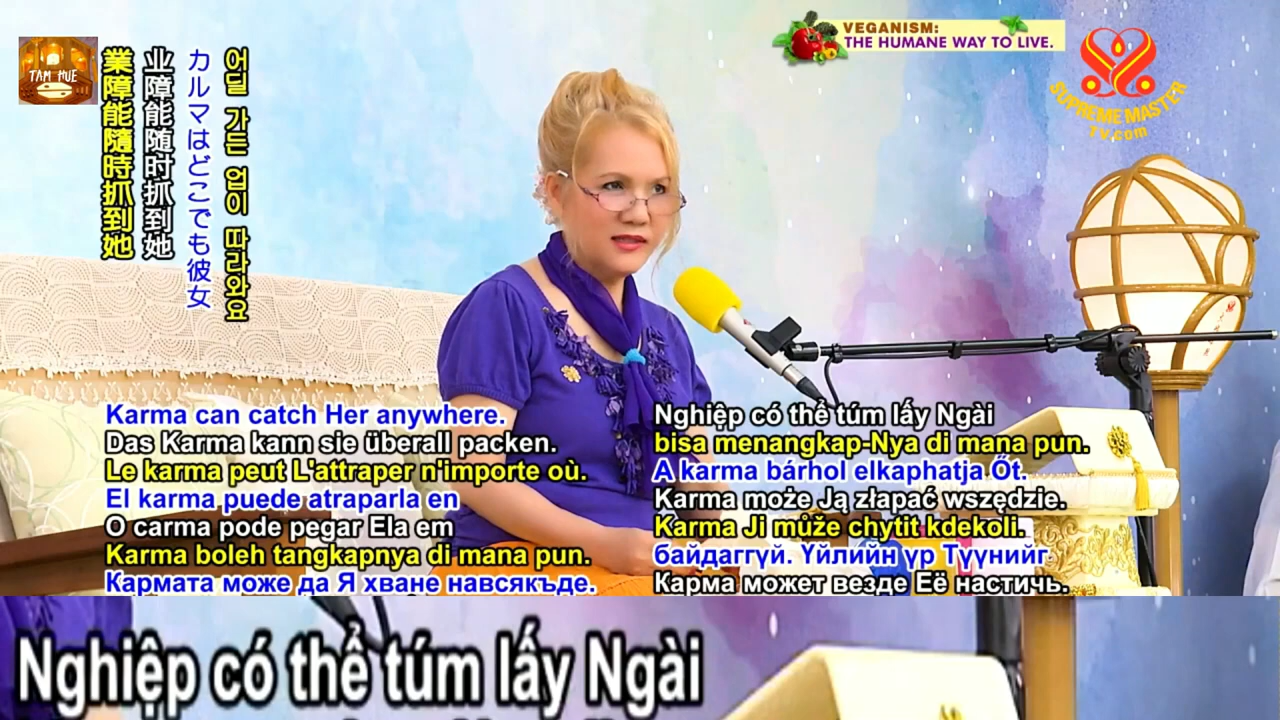 TAM HUE
VEGANISM:
THE HUMANE WAY TO LIVE.
SUPREME MASTER
TV.com
어딜 가든 업이 따라와요
カルマはどこでも彼女
业障能随时抓到她
業障能隨時抓到她
Karma can catch Her anywhere.
Das Karma kann sie überall packen.
Le karma peut L'attraper n'importe où.
El karma puede atraparla en
O carma pode pegar Ela em
Karma boleh tangkapnya di mana pun.
Кармата може да Я хване навсякъде.
Nghiệp có thể túm lấy Ngài
bisa menangkap-Nya di mana pun.
A karma bárhol elkaphatja Őt.
Karma może Ją złapać wszędzie.
Karma Ji může chytit kdekoli.
байдаггүй. Үйлийн үр Түүнийг
Карма может везде Её настичь.
Nghiệp có thể túm lấy Ngài